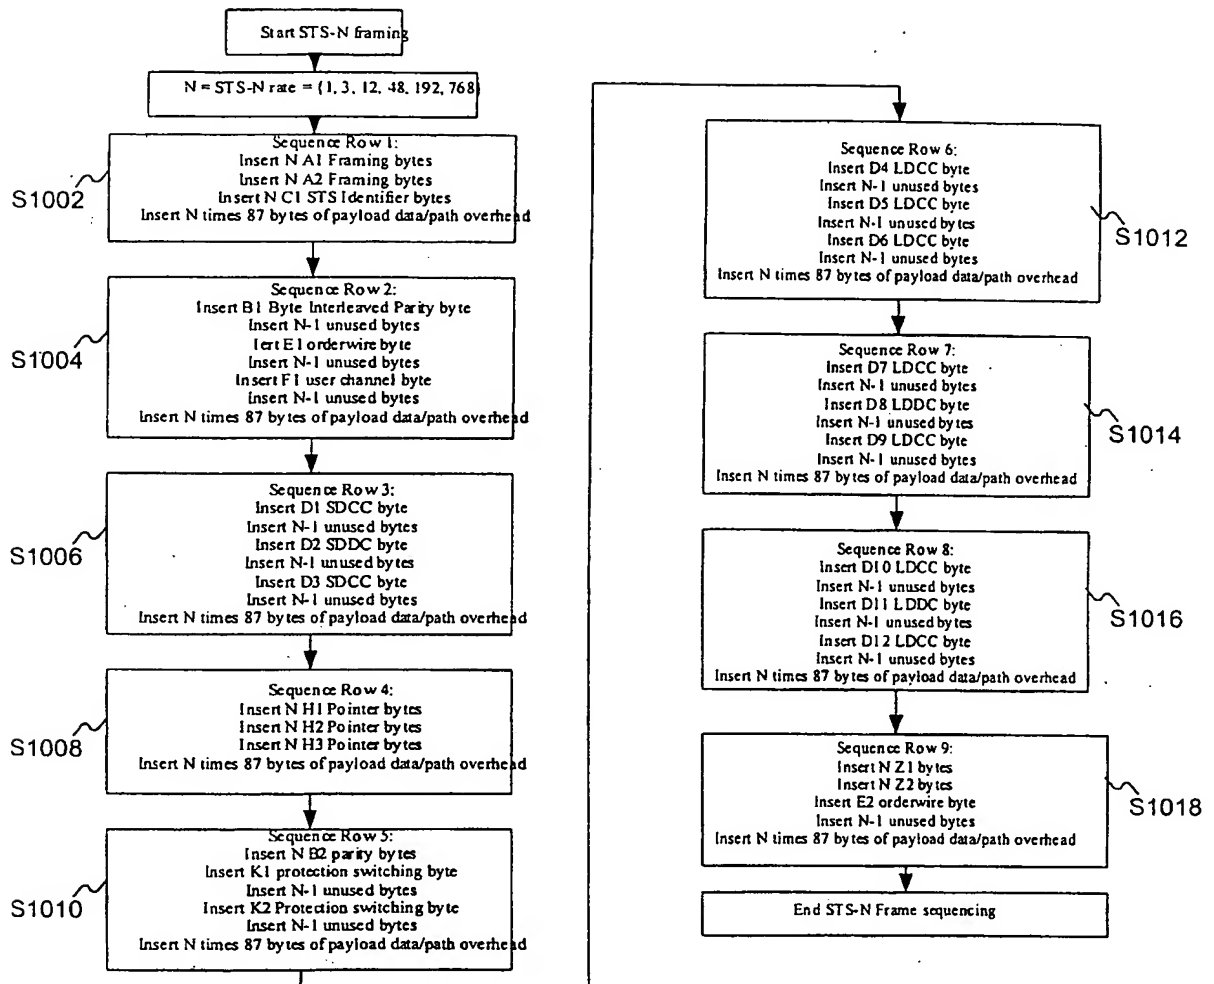 Start STS-N framing
N = STS-N rate = {1, 3, 12, 48, 192, 768}
S1002
Sequence Row 1:
Insert N A1 Framing bytes
Insert N A2 Framing bytes
Insert N C1 STS Identifier bytes
Insert N times 87 bytes of payload data/path overhead
S1004
Sequence Row 2:
Insert B1 Byte Interleaved Parity byte
Insert N-1 unused bytes
Iert E1 orderwire byte
Insert N-1 unused bytes
Insert F1 user channel byte
Insert N-1 unused bytes
Insert N times 87 bytes of payload data/path overhead
S1006
Sequence Row 3:
Insert D1 SDCC byte
Insert N-1 unused bytes
Insert D2 SDDC byte
Insert N-1 unused bytes
Insert D3 SDCC byte
Insert N-1 unused bytes
Insert N times 87 bytes of payload data/path overhead
S1008
Sequence Row 4:
Insert N H1 Pointer bytes
Insert N H2 Pointer bytes
Insert N H3 Pointer bytes
Insert N times 87 bytes of payload data/path overhead
S1010
Sequence Row 5:
Insert N B2 parity bytes
Insert K1 protection switching byte
Insert N-1 unused bytes
Insert K2 Protection switching byte
Insert N-1 unused bytes
Insert N times 87 bytes of payload data/path overhead
Sequence Row 6:
Insert D4 LDCC byte
Insert N-1 unused bytes
Insert D5 LDCC byte
Insert N-1 unused bytes
Insert D6 LDCC byte
Insert N-1 unused bytes
Insert N times 87 bytes of payload data/path overhead
S1012
Sequence Row 7:
Insert D7 LDCC byte
Insert N-1 unused bytes
Insert D8 LDDC byte
Insert N-1 unused bytes
Insert D9 LDCC byte
Insert N-1 unused bytes
Insert N times 87 bytes of payload data/path overhead
S1014
Sequence Row 8:
Insert D10 LDCC byte
Insert N-1 unused bytes
Insert D11 LDDC byte
Insert N-1 unused bytes
Insert D12 LDCC byte
Insert N-1 unused bytes
Insert N times 87 bytes of payload data/path overhead
S1016
Sequence Row 9:
Insert N Z1 bytes
Insert N Z2 bytes
Insert E2 orderwire byte
Insert N-1 unused bytes
Insert N times 87 bytes of payload data/path overhead
S1018
End STS-N Frame sequencing